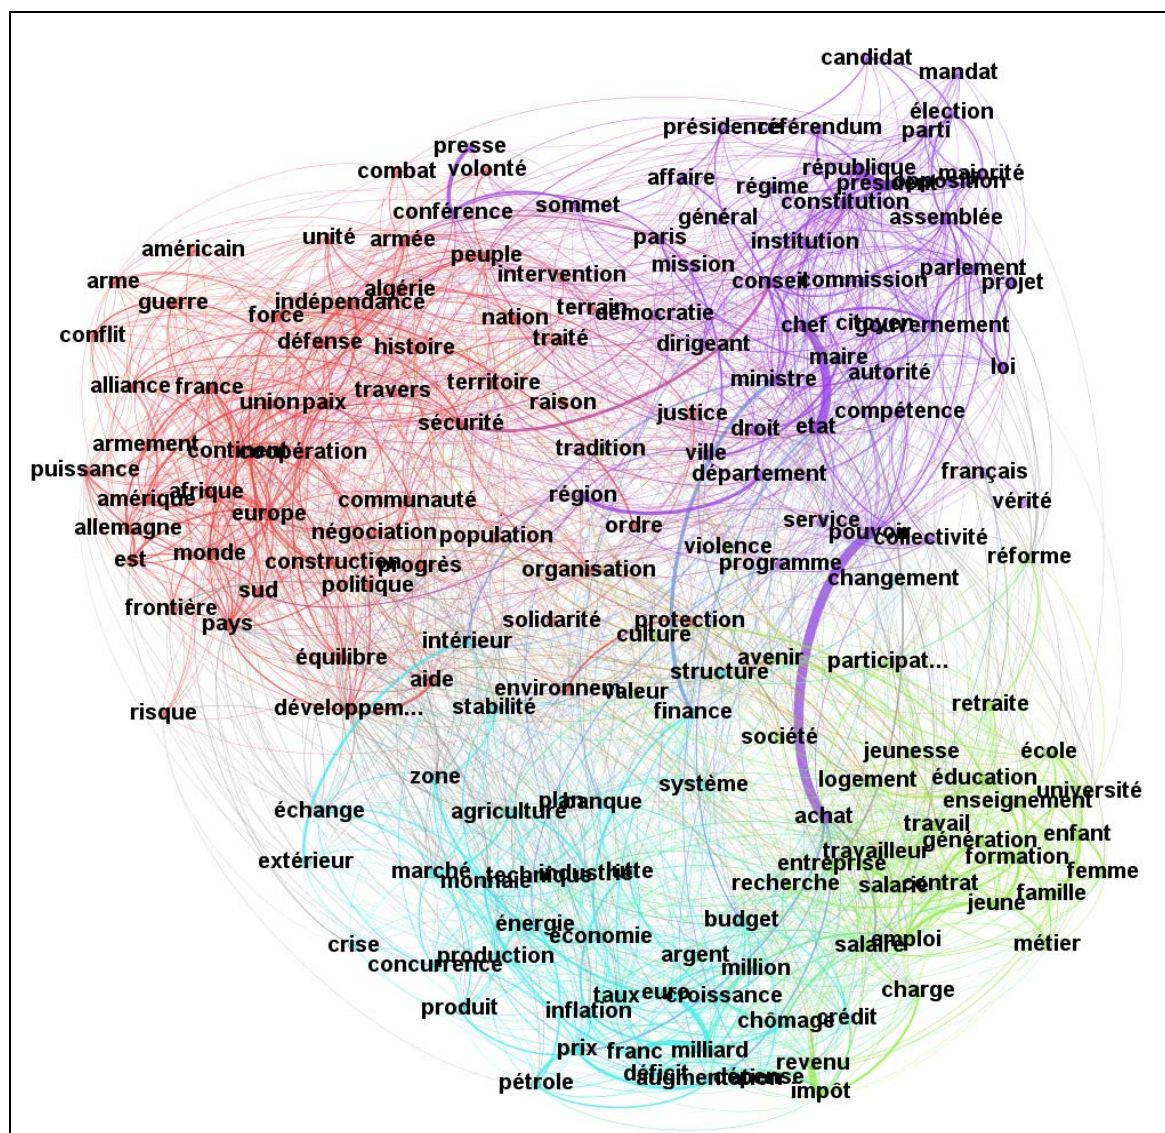 candidat
mandat
élection
présidence
référendum
parti
presse
combat
volonté
république
majorité
affaire
régime
président
opposition
conférence
sommet
constitution
général
assemblée
américain
unité
armée
paris
institution
peuple
mission
parlement
arme
intervention
conseil
commission
projet
algérie
guerre
indépendance
force
terrain
démocratie
nation
chef
citoyen
gouvernement
conflit
défense
histoire
traité
dirigeant
maire
loi
alliance
france
travers
territoire
ministre
autorité
union
paix
raison
sécurité
justice
compétence
droit
etat
armement
continent
coopération
tradition
ville
puissance
département
français
amérique
afrique
communauté
région
vérité
allemagne
europe
négociation
population
ordre
service
pouvoir
collectivité
est
monde
construction
progrès
organisation
violence
programme
réforme
sud
politique
changement
frontière
pays
solidarité
protection
intérieur
culture
équilibre
avenir
participat...
aide
environnem...
valeur
structure
risque
développem...
stabilité
finance
retraite
société
jeunesse
école
zone
système
logement
éducation
université
échange
agriculture
plan
banque
achat
enseignement
travail
enfant
extérieur
marché
monnaie
technique
industrie
lutte
travailleur
génération
entreprise
formation
recherche
salarié
contrat
femme
jeune
famille
énergie
budget
crise
économie
salaire
emploi
métier
concurrence
production
argent
million
produit
inflation
taux
euro
croissance
charge
chômage
crédit
prix
franc
milliard
revenu
pétrole
déficit
augmentation
dépense
impôt